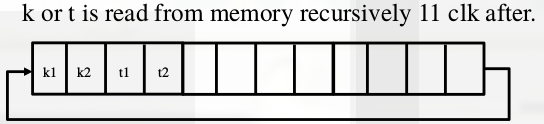 k or t is read from memory recursively 11 clk after.
k1 k2 t1 t2